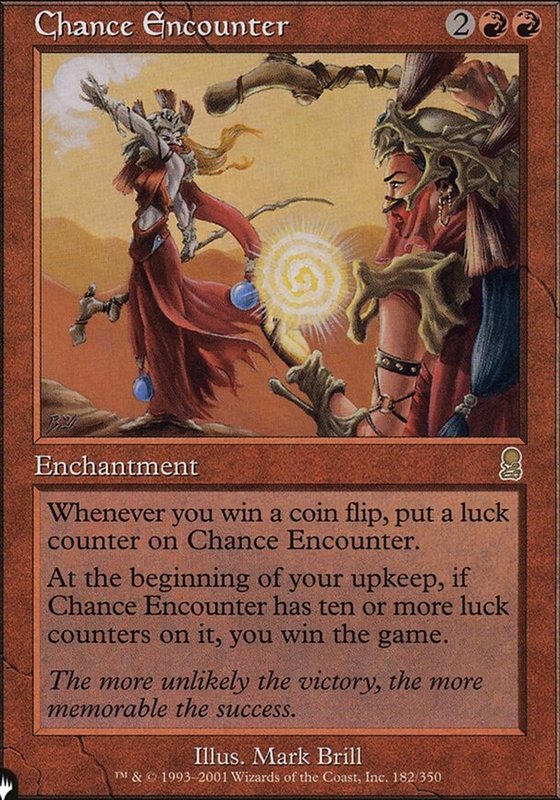 Chance Encounter 2
Enchantment
Whenever you win a coin flip, put a luck
counter on Chance Encounter.
At the beginning of your upkeep, if
Chance Encounter has ten or more luck
counters on it, you win the game.
The more unlikely the victory, the more
memorable the success.
Illus. Mark Brill
™ & © 1993–2001 Wizards of the Coast, Inc. 182/350